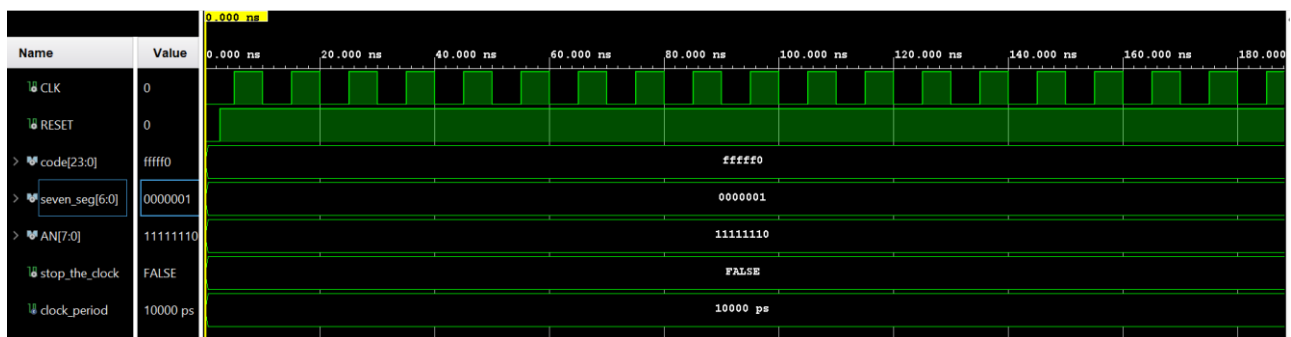 0.000 ns
Name Value 0.000 ns 20.000 ns 40.000 ns 60.000 ns 80.000 ns 100.000 ns 120.000 ns 140.000 ns 160.000 ns 180.000
CLK 0
RESET 0
code[23:0] fffff0 fffff0
seven_seg[6:0] 0000001 0000001
AN[7:0] 11111110 11111110
stop_the_clock FALSE FALSE
clock_period 10000 ps 10000 ps